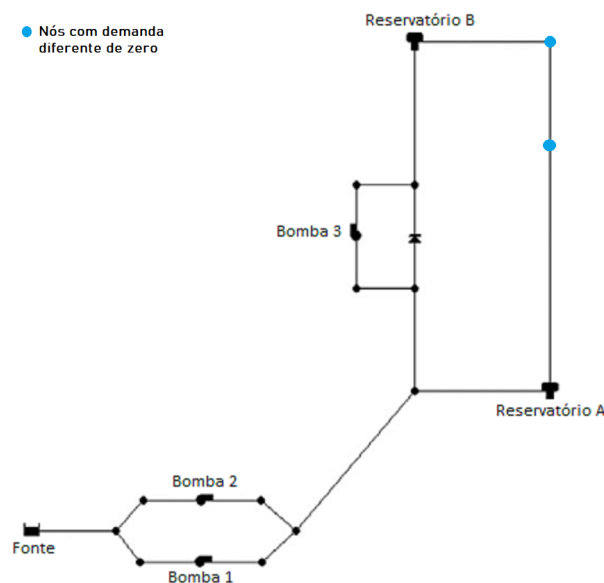 Reservatório B
Nós com demanda
diferente de zero
Bomba 3
Reservatório A
Bomba 2
Fonte
Bomba 1